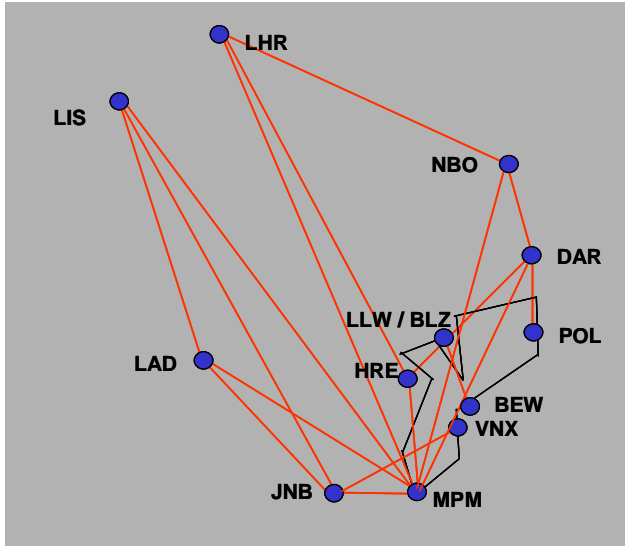 LHR
LIS
NBO
DAR
LLW / BLZ
POL
LAD
HRE
BEW
VNX
JNB
MPM